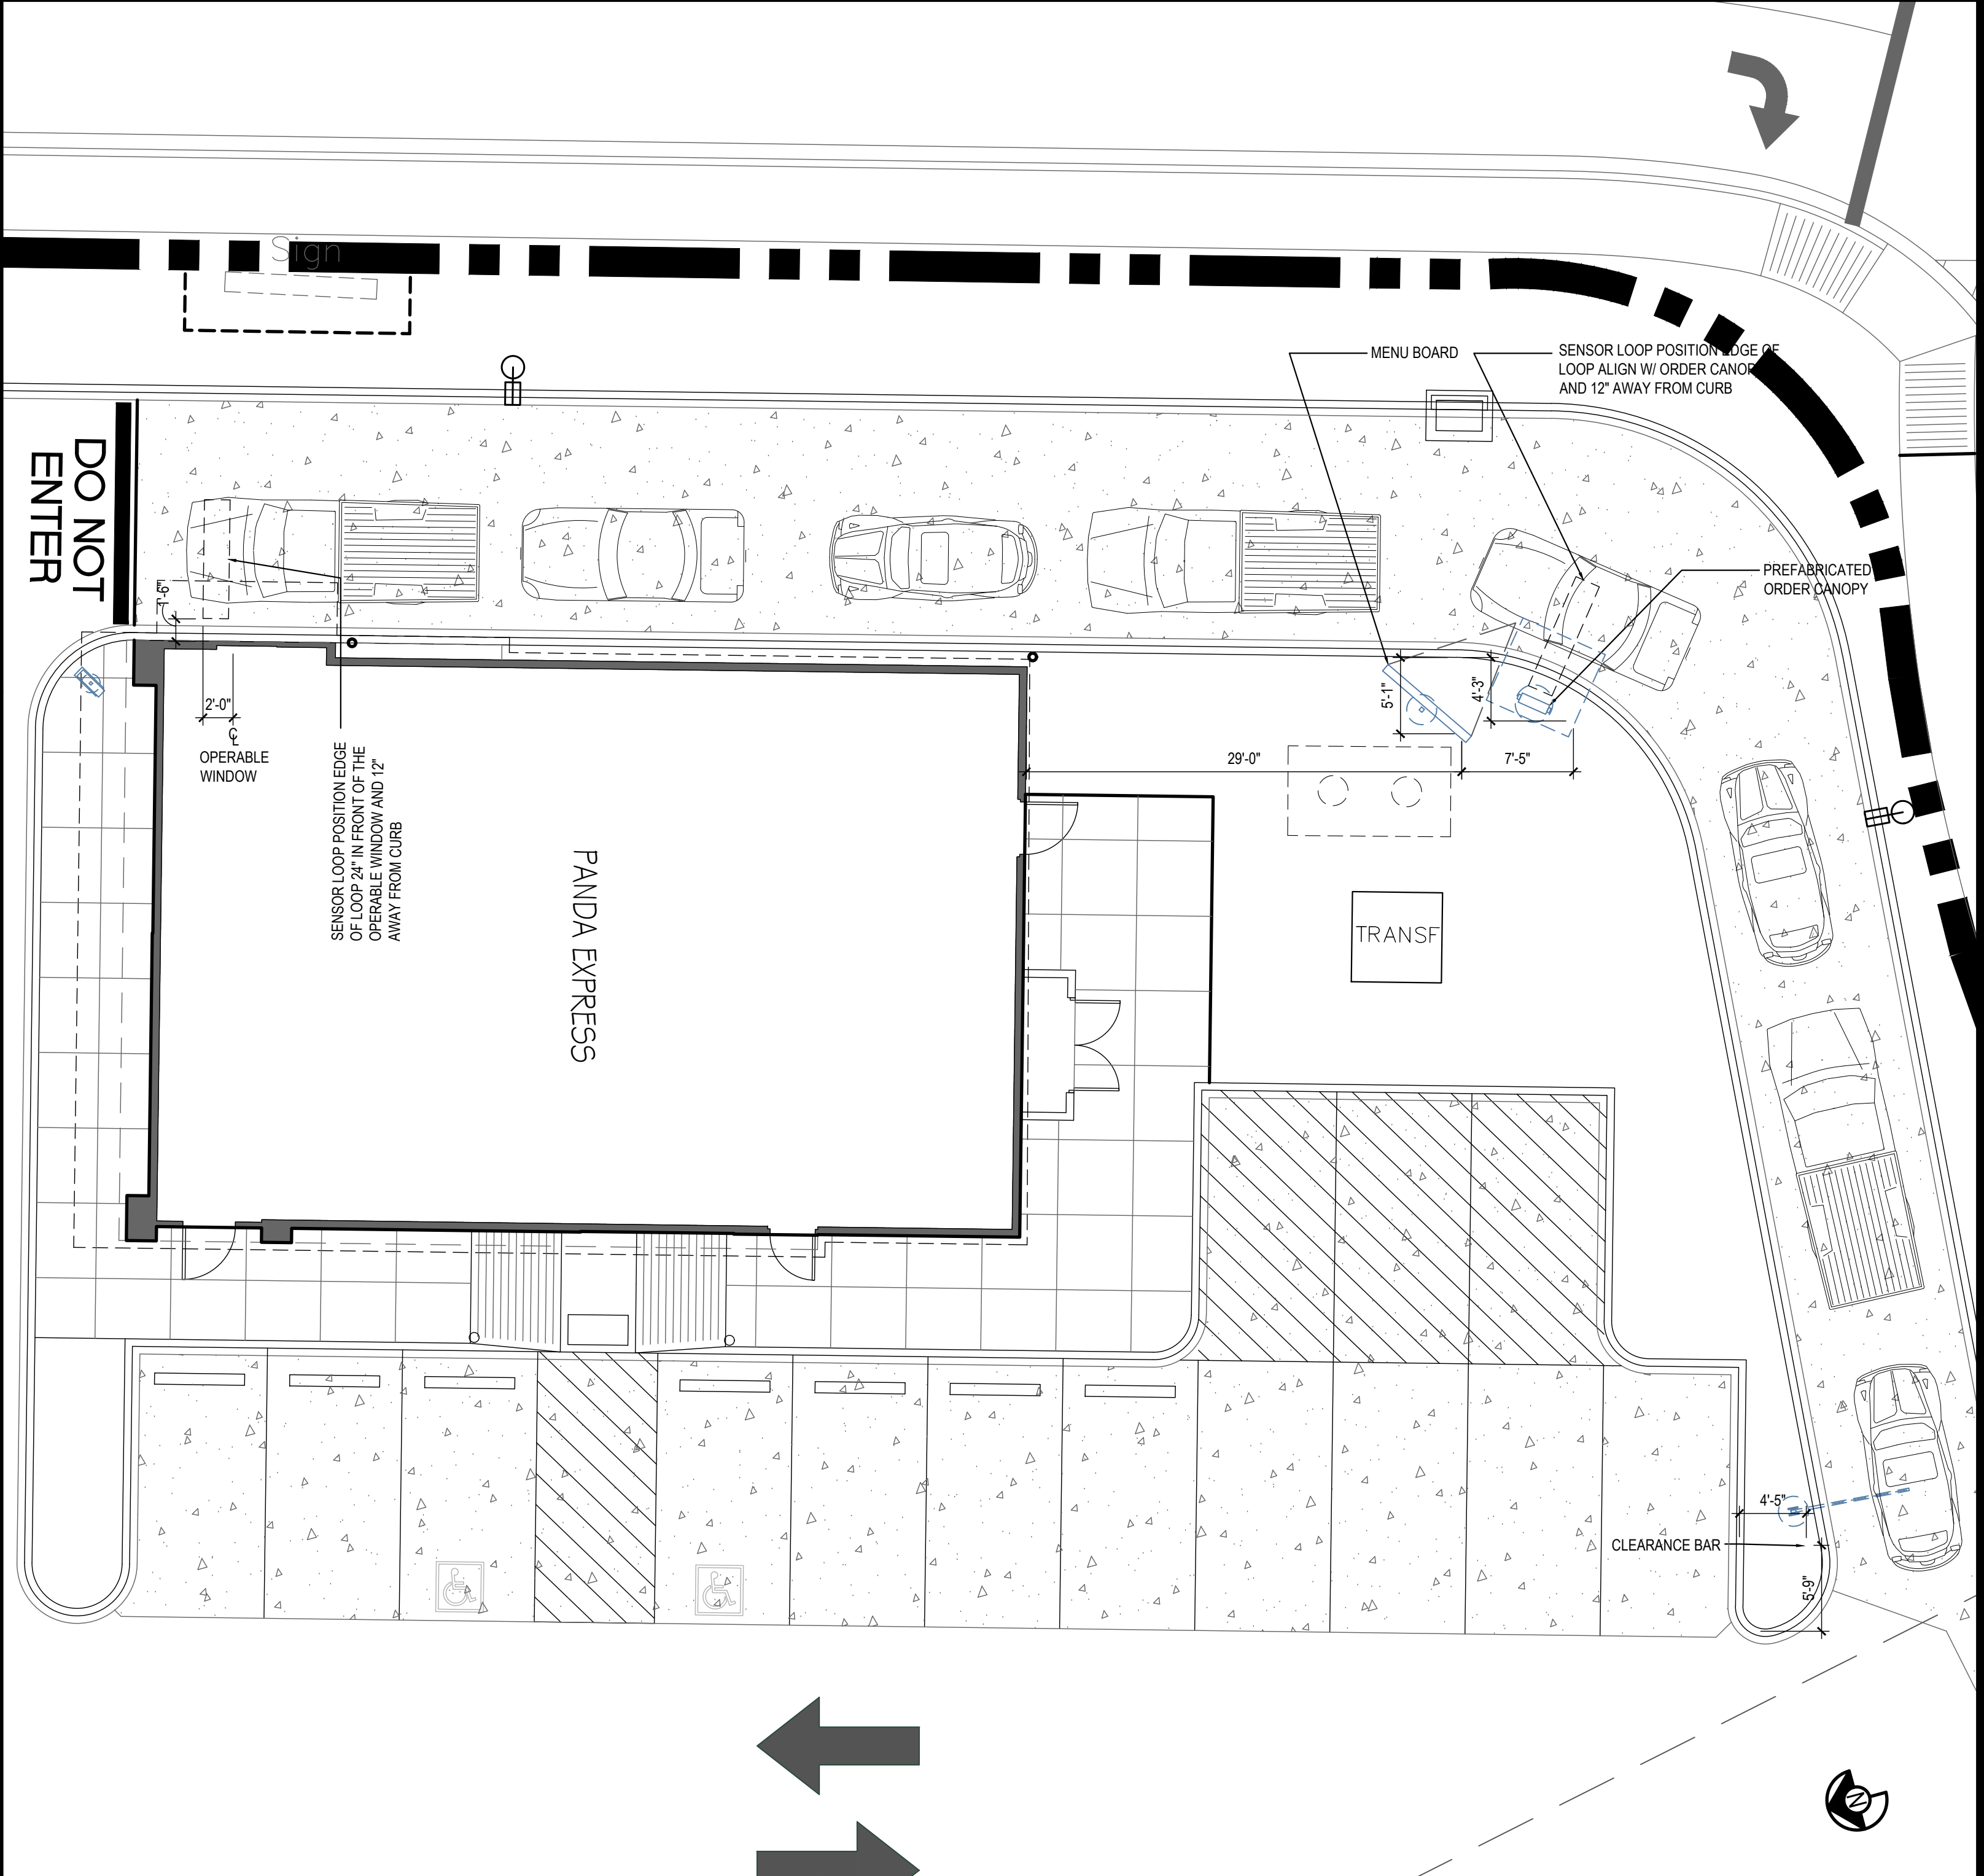 Sign
MENU BOARD
SENSOR LOOP POSITION EDGE OF
LOOP ALIGN W/ ORDER CANOPY
AND 12" AWAY FROM CURB
DO NOT
ENTER
PREFABRICATED
ORDER CANOPY
1'-6"
2'-0"
℄
OPERABLE
WINDOW
SENSOR LOOP POSITION EDGE
OF LOOP 24" IN FRONT OF THE
OPERABLE WINDOW AND 12"
AWAY FROM CURB
5'-1"
4'-3"
29'-0"
7'-5"
PANDA EXPRESS
TRANSF
4'-5"
CLEARANCE BAR
5'-9"
N